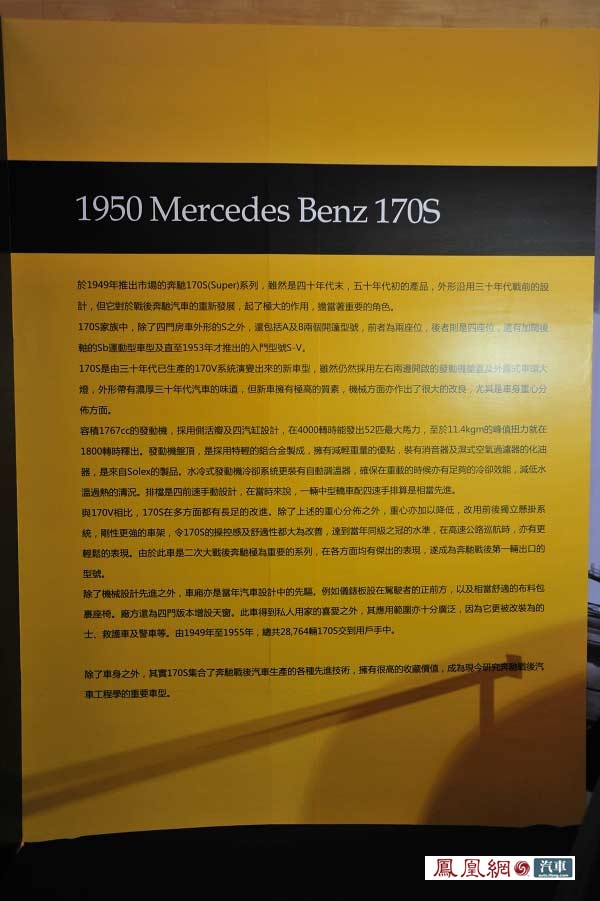 1950 Mercedes Benz 170S
於1949年推出市場的奔馳170S(Super)系列，雖然是四十年代末，五十年代初的產品，外形沿用三十年代戰前的設
計，但它對於戰後奔馳汽車的重新發展，起了極大的作用，擔當著重要的角色。
170S家族中，除了四門房車外形的S之外，還包括A及B兩個開篷型號，前者為兩座位，後者則是四座位，還有加闊後
軸的Sb運動型車型及直至1953年才推出的入門型號S-V。
170S是由三十年代已生產的170V系統演變出來的新車型，雖然仍然採用左右兩邊開啟的發動機艙蓋及外露式車頭大
燈，外形帶有濃厚三十年代汽車的味道，但新車擁有極高的質素，機械方面亦作出了很大的改良，尤其是車身重心分
佈方面。
容積1767cc的發動機，採用側活瓣及四汽缸設計，在4000轉時能發出52匹最大馬力，至於11.4kgm的峰值扭力就在
1800轉時釋出。發動機盤頂，是採用特輕的鋁合金製成，擁有減輕重量的優點，裝有消音器及濕式空氣過濾器的化油
器，是來自Solex的製品。水冷式發動機冷卻系統更裝有自動調溫器，確保在重載的時候亦有足夠的冷卻效能，減低水
溫過熱的情況。排檔是四前速手動設計，在當時來說，一輛中型轎車配四速手排算是相當先進。
與170V相比，170S在多方面都有長足的改進。除了上述的重心分佈之外，重心亦加以降低，改用前後獨立懸掛系
統，剛性更強的車架，令170S的操控感及舒適性都大為改善，達到當年同級之冠的水準，在高速公路巡航時，亦有更
輕鬆的表現。由於此車是二次大戰後奔馳極為重要的系列，在各方面均有傑出的表現，遂成為奔馳戰後第一輛出口的
型號。
除了機械設計先進之外，車廂亦是當年汽車設計中的先驅。例如儀錶板設在駕駛者的正前方，以及相當舒適的布料包
裹座椅。廠方還為四門版本增設天窗。此車得到私人用家的喜愛之外，其應用範圍亦十分廣泛，因為它更被改裝為的
士、救護車及警車等。由1949年至1955年，總共28,764輛170S交到用戶手中。
除了車身之外，其實170S集合了奔馳戰後汽車生產的各種先進技術，擁有很高的收藏價值，成為現今研究奔馳戰後汽
車工程學的重要車型。
鳳凰網 汽車
auto.ifeng.com